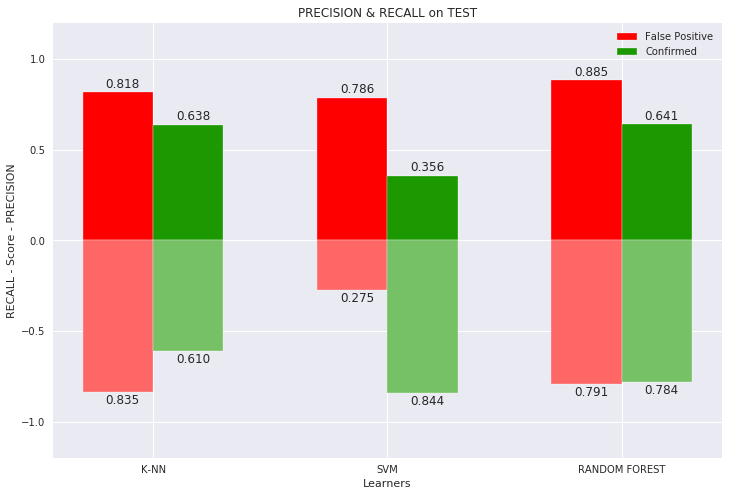 PRECISION & RECALL on TEST
False Positive
Confirmed
RECALL - Score - PRECISION
1.0
0.5
0.0
−0.5
−1.0
0.818
0.638
0.786
0.356
0.885
0.641
0.835
0.610
0.275
0.844
0.791
0.784
K-NN
SVM
RANDOM FOREST
Learners